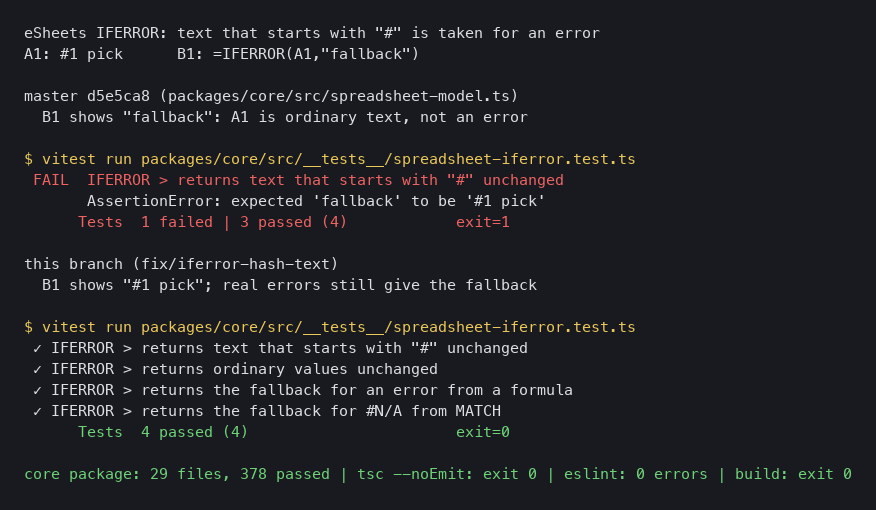 eSheets IFERROR: text that starts with "#" is taken for an error
A1: #1 pick      B1: =IFERROR(A1,"fallback")
master d5e5ca8 (packages/core/src/spreadsheet-model.ts)
B1 shows "fallback": A1 is ordinary text, not an error
$ vitest run packages/core/src/__tests__/spreadsheet-iferror.test.ts
FAIL  IFERROR > returns text that starts with "#" unchanged
AssertionError: expected 'fallback' to be '#1 pick'
Tests  1 failed | 3 passed (4)            exit=1
this branch (fix/iferror-hash-text)
B1 shows "#1 pick"; real errors still give the fallback
$ vitest run packages/core/src/__tests__/spreadsheet-iferror.test.ts
✓ IFERROR > returns text that starts with "#" unchanged
✓ IFERROR > returns ordinary values unchanged
✓ IFERROR > returns the fallback for an error from a formula
✓ IFERROR > returns the fallback for #N/A from MATCH
Tests  4 passed (4)                       exit=0
core package: 29 files, 378 passed | tsc --noEmit: exit 0 | eslint: 0 errors | build: exit 0